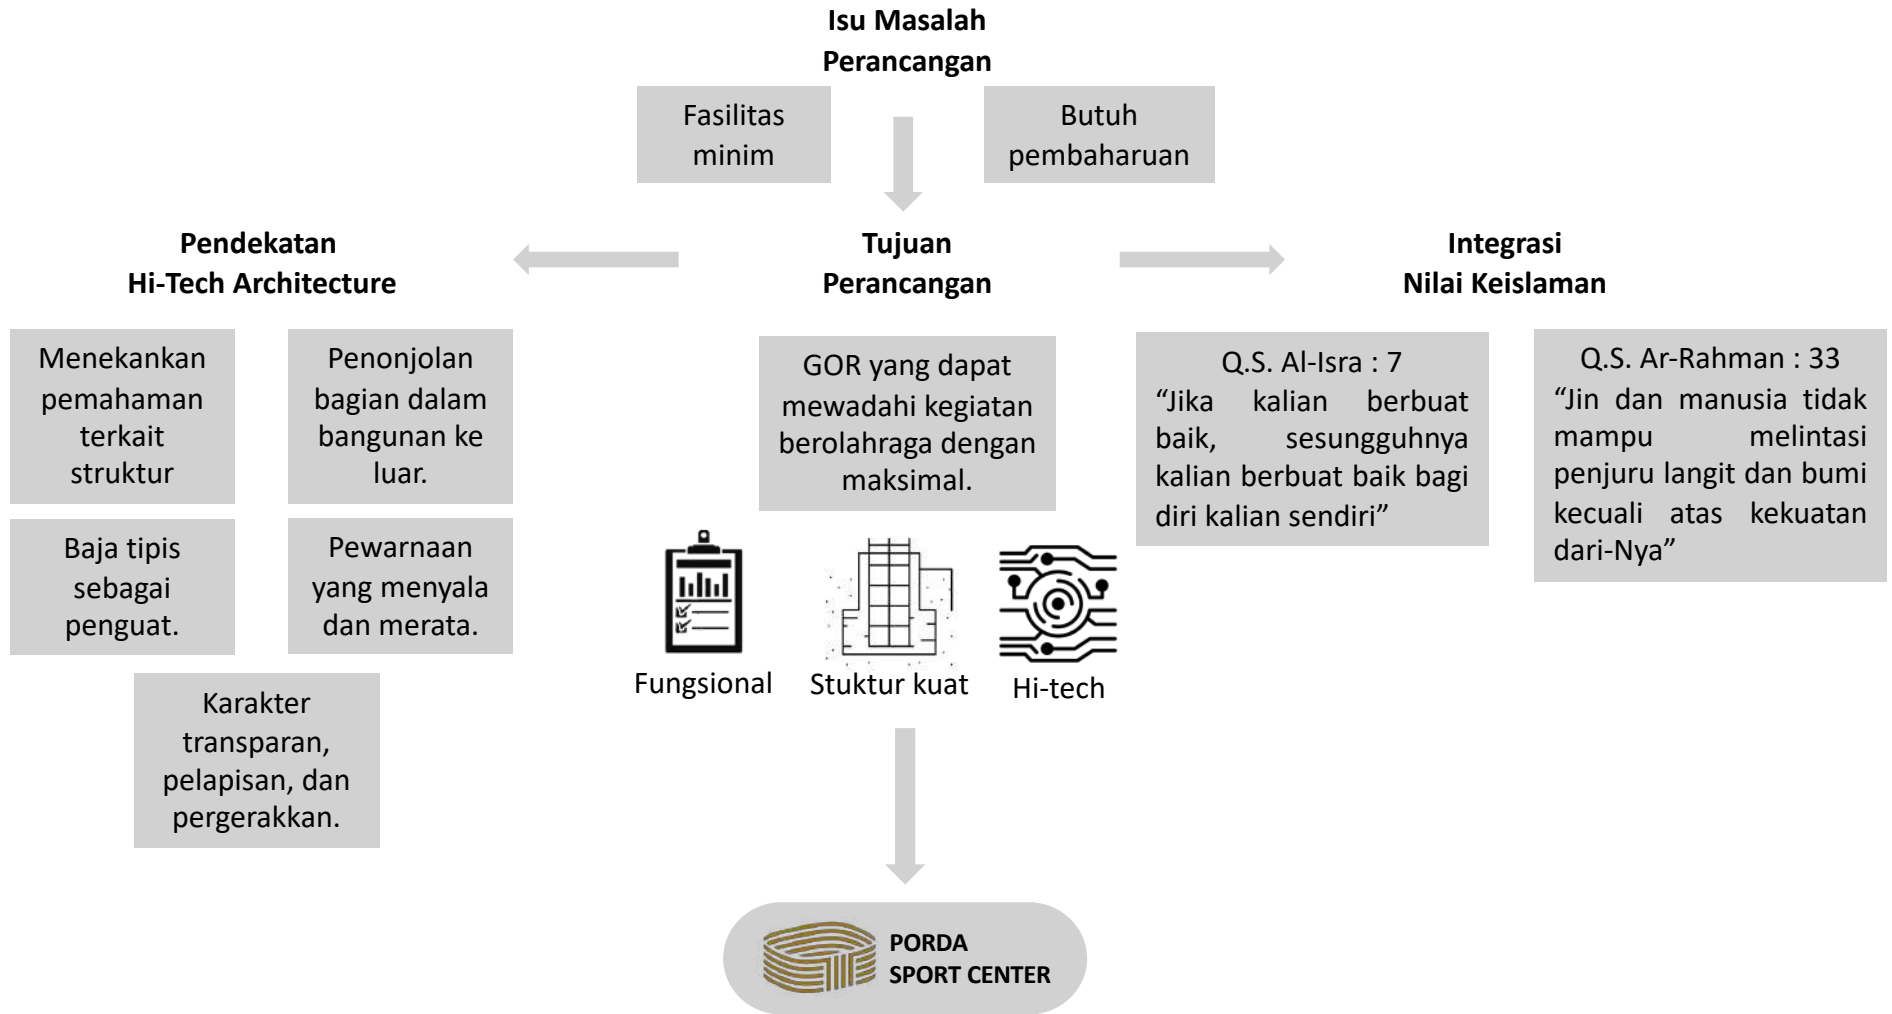 Isu Masalah
Perancangan
Fasilitas
minim
Butuh
pembaharuan
Pendekatan
Hi-Tech Architecture
Menekankan
pemahaman
terkait
struktur
Penonjolan
bagian dalam
bangunan ke
luar.
Baja tipis
sebagai
penguat.
Pewarnaan
yang menyala
dan merata.
Karakter
transparan,
pelapisan, dan
pergerakkan.
Tujuan
Perancangan
GOR yang dapat
mewadahi kegiatan
berolahraga dengan
maksimal.
Fungsional
Stuktur kuat
Hi-tech
Integrasi
Nilai Keislaman
Q.S. Al-Isra : 7
“Jika kalian berbuat
baik, sesungguhnya
kalian berbuat baik bagi
diri kalian sendiri”
Q.S. Ar-Rahman : 33
“Jin dan manusia tidak
mampu melintasi
penjuru langit dan bumi
kecuali atas kekuatan
dari-Nya”
PORDA
SPORT CENTER